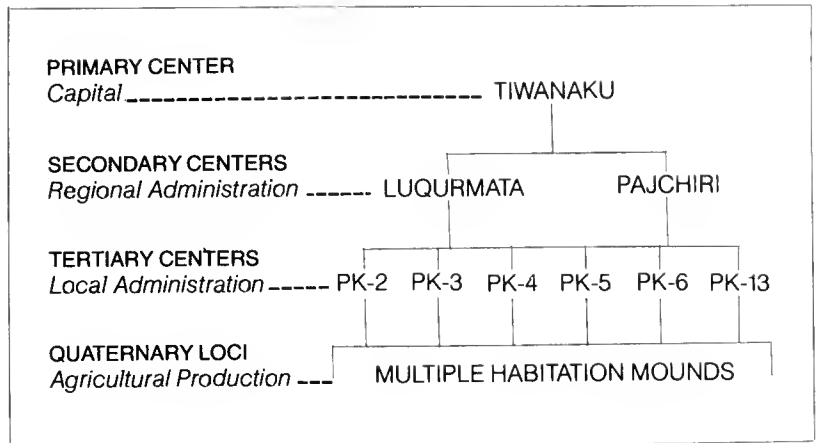 PRIMARY CENTER
Capital TIWANAKU
SECONDARY CENTERS
Regional Administration LUQURMATA PAJCHIRI
TERTIARY CENTERS
Local Administration PK-2 PK-3 PK-4 PK-5 PK-6 PK-13
QUATERNARY LOCI
Agricultural Production MULTIPLE HABITATION MOUNDS